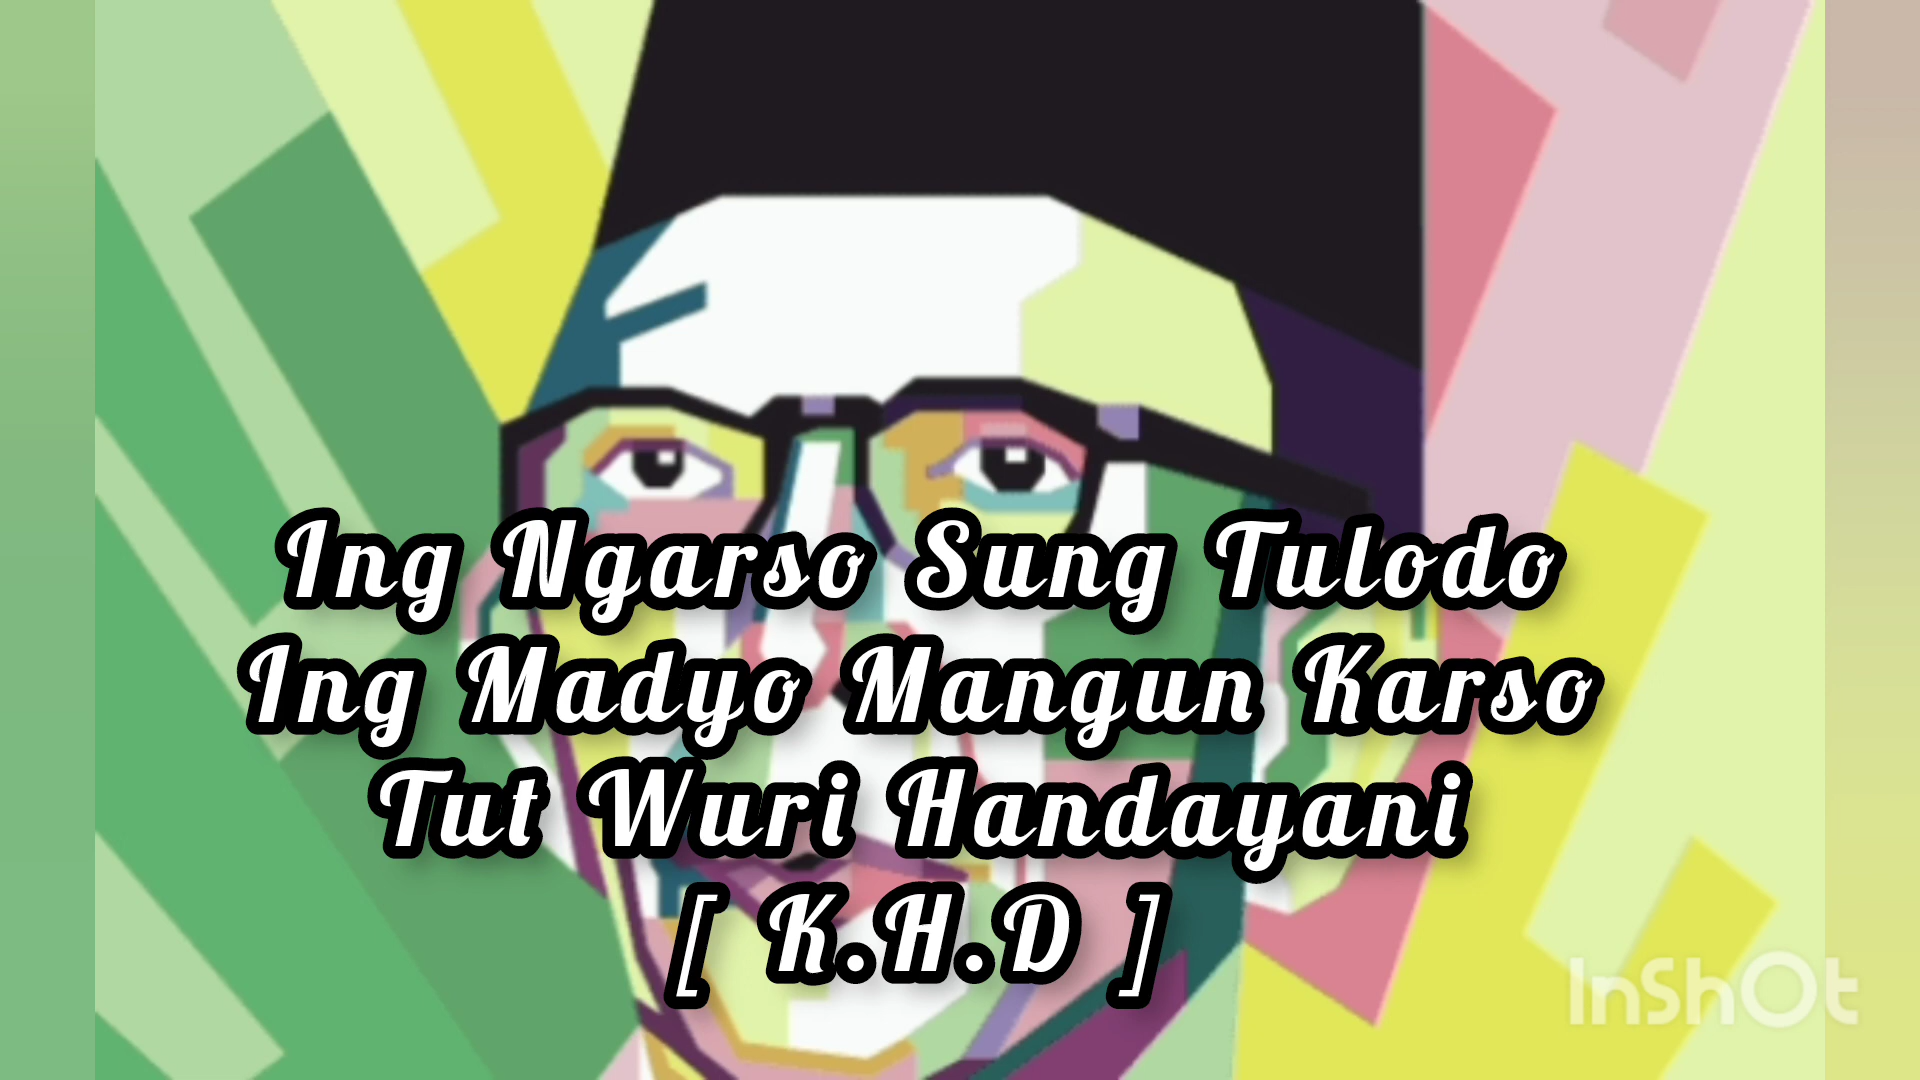 Ing Ngarso Sung Tulodo
Ing Madyo Mangun Karso
Tut Wuri Handayani
[ K.H.D ]
InShOt